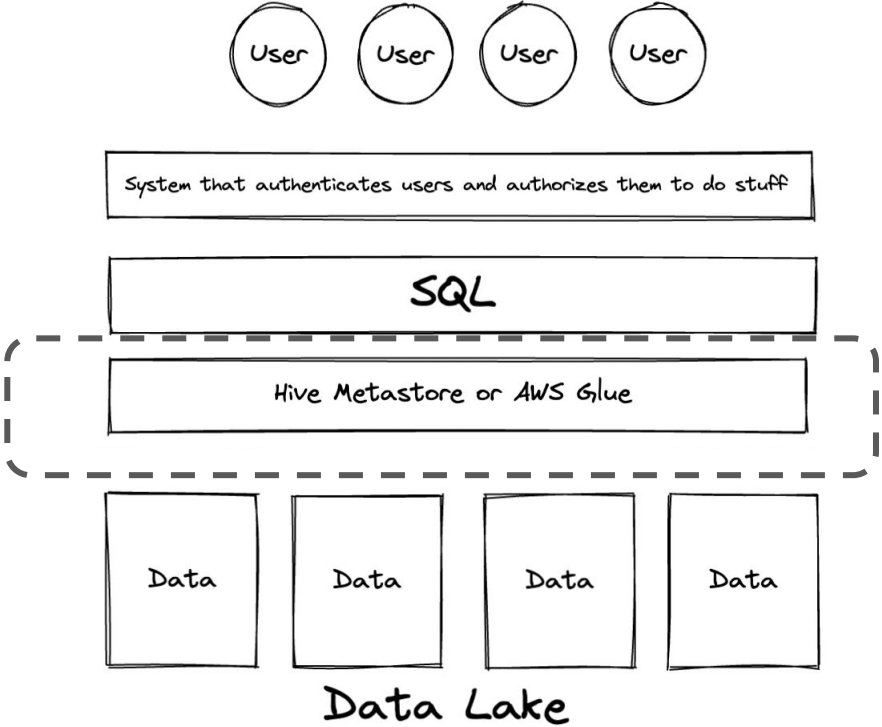 User User User User
System that authenticates users and authorizes them to do stuff
SQL
Hive Metastore or AWS Glue
Data Data Data Data
Data Lake